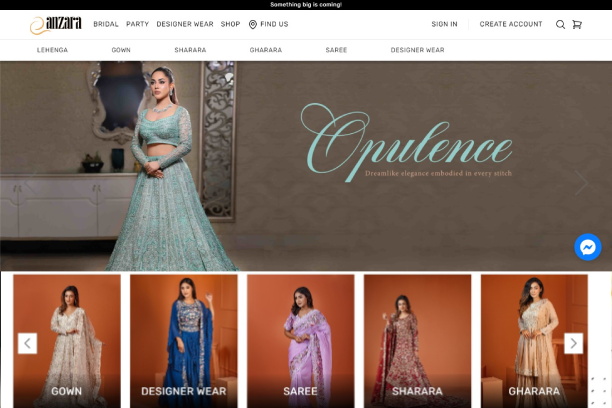 Something big is coming!
anzara BRIDAL PARTY DESIGNER WEAR SHOP FIND US SIGN IN CREATE ACCOUNT
LEHENGA GOWN SHARARA GHARARA SAREE DESIGNER WEAR
Opulence
Dreamlike elegance embodied in every stitch
GOWN DESIGNER WEAR SAREE SHARARA GHARARA